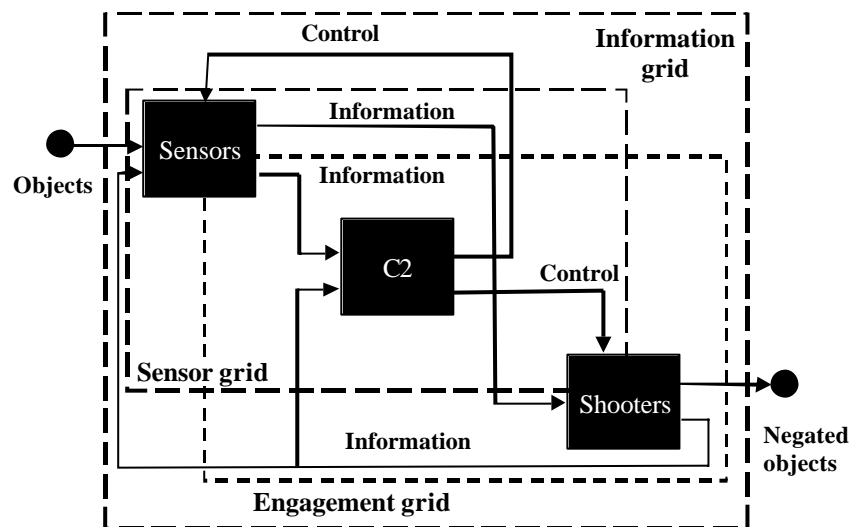 Control
Information
grid
Information
Sensors
Information
Objects
C2
Control
Sensor grid
Shooters
Information
Negated
objects
Engagement grid